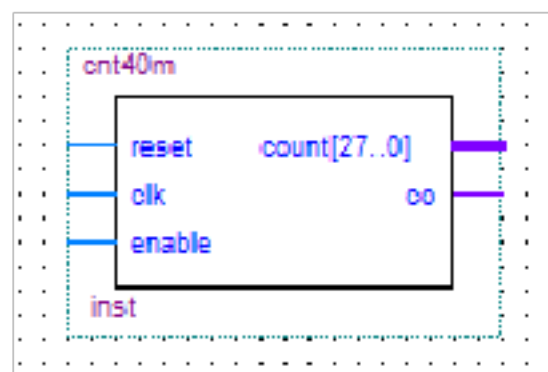 cnt40m
reset count[27..0]
clk co
enable
inst